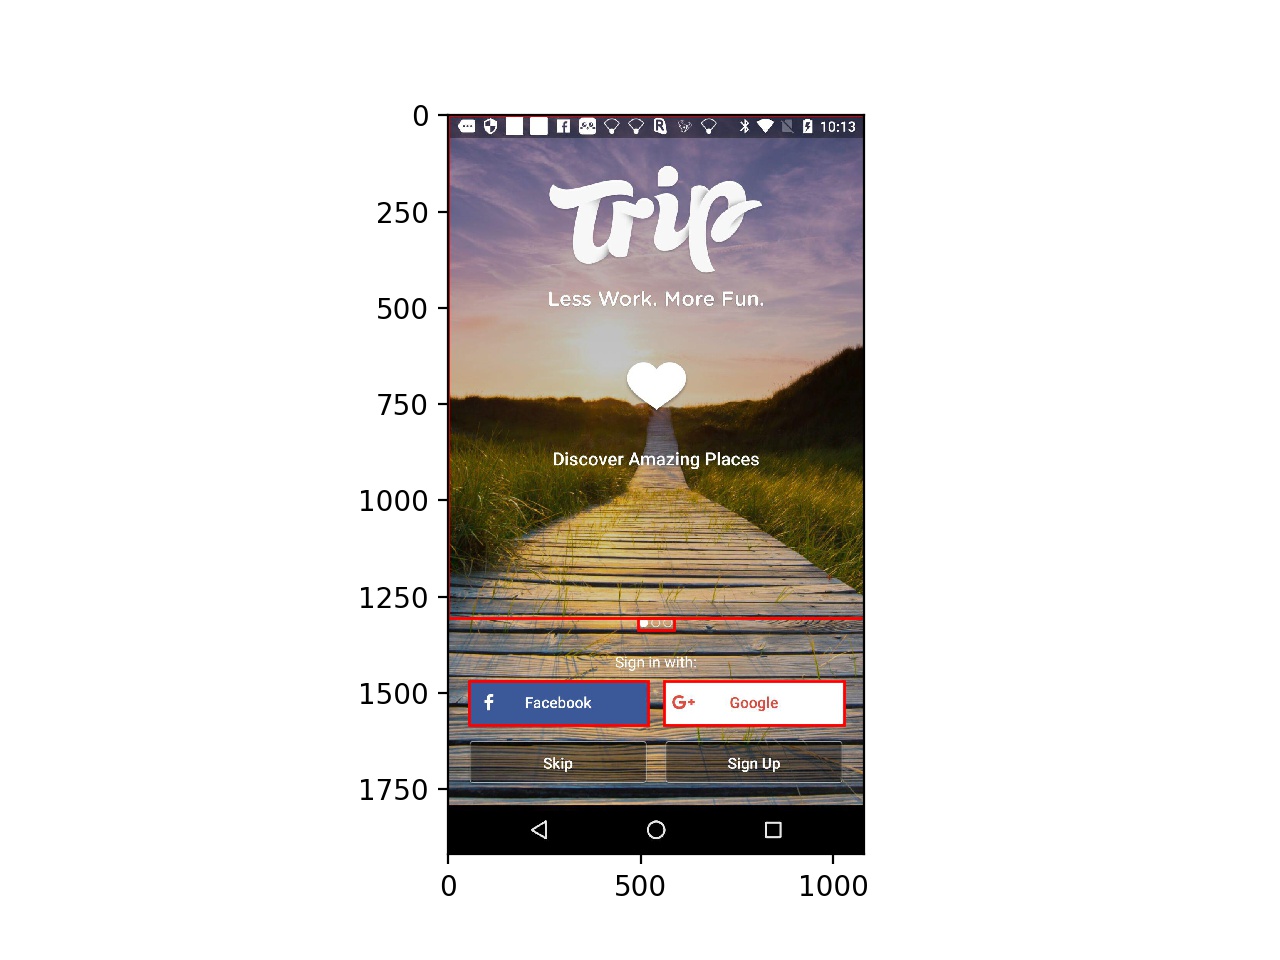 0
250
500
750
1000
1250
1500
1750
10:13
Trip
Less Work. More Fun.
Discover Amazing Places
Sign in with:
f Facebook
G+ Google
Skip
Sign Up
0
500
1000